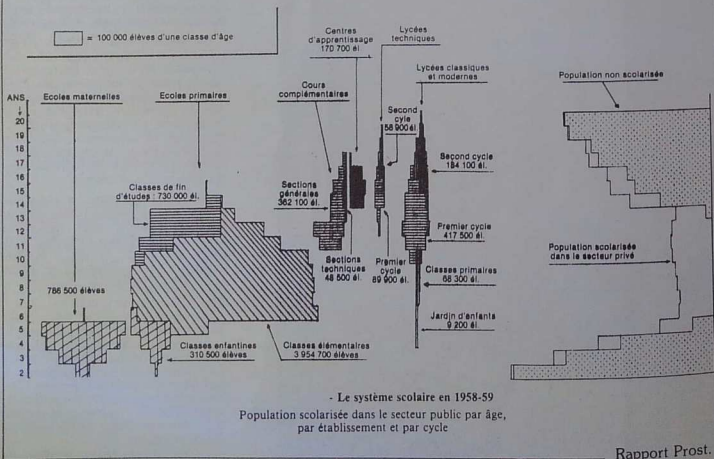 = 100 000 élèves d'une classe d'âge
Centres
d'apprentissage
170 700 él.
Lycées
techniques
Lycées classiques
et modernes
Population non scolarisée
ANS
Ecoles maternelles
Ecoles primaires
Cours
complémentaires
Second
cyle
58 900 él.
20
19
18
17
16
15
14
13
12
11
10
9
8
7
6
5
4
3
2
Second cycle
184 100 él.
Classes de fin
d'études : 730 000 él.
Sections
générales
362 100 él.
Premier cycle
417 500 él.
Population scolarisée
dans le secteur privé
Sections
techniques
48 500 él.
Premier
cycle
89 900 él.
Classes primaires
68 300 él.
786 500 élèves
Jardin d'enfants
9 200 él.
Classes enfantines
310 500 élèves
Classes élémentaires
3 954 700 élèves
- Le système scolaire en 1958-59
Population scolarisée dans le secteur public par âge,
par établissement et par cycle
Rapport Prost.